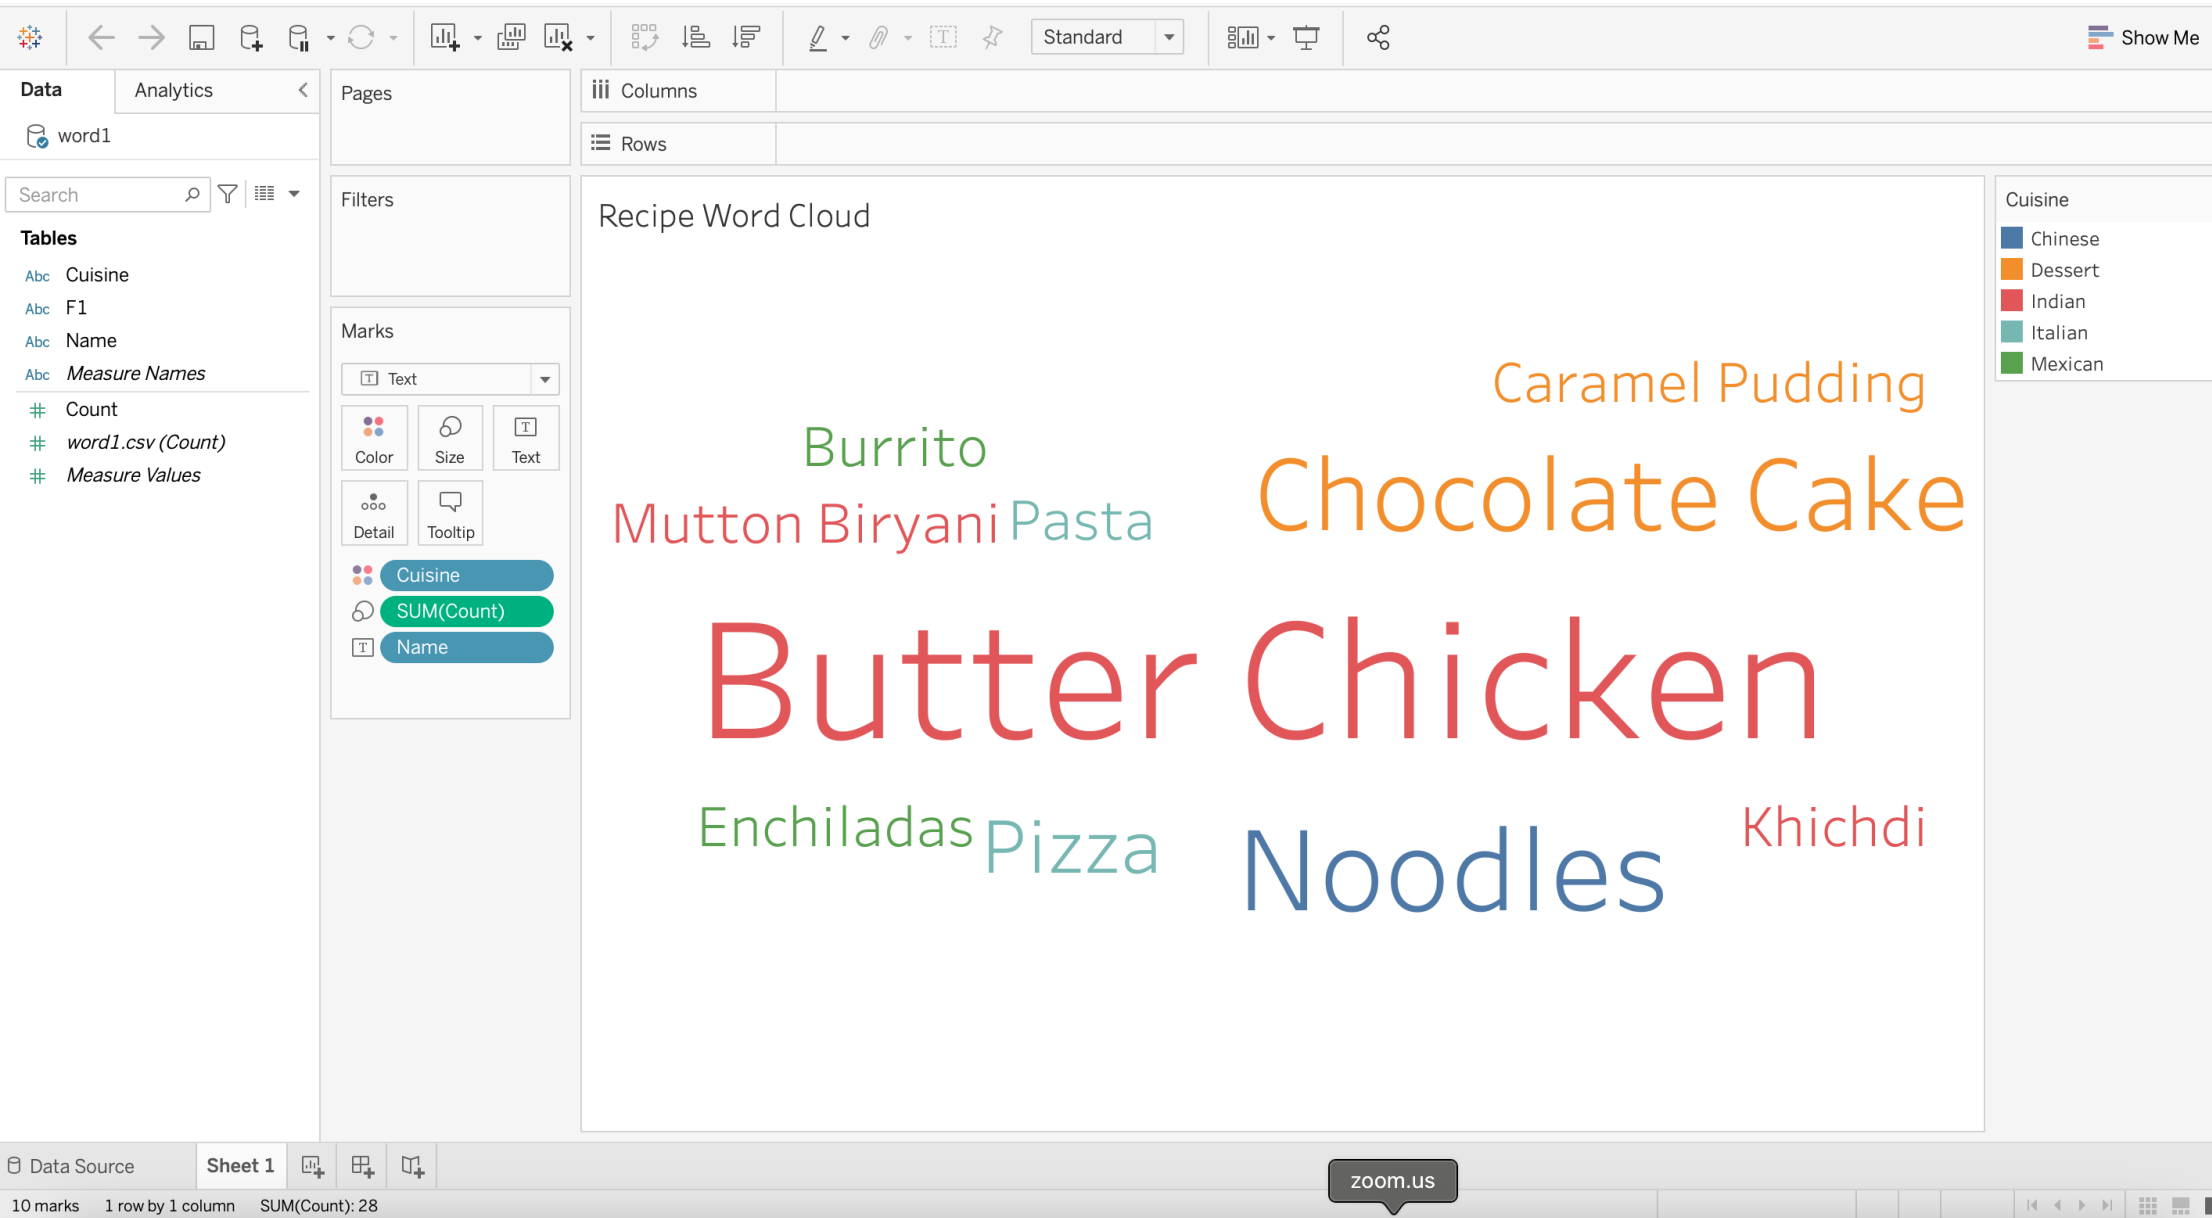 Standard
Show Me
Data
Analytics
Pages
Columns
word1
Rows
Search
Filters
Recipe Word Cloud
Cuisine
Tables
Chinese
Abc Cuisine
Dessert
Abc F1
Indian
Abc Name
Marks
Italian
Abc Measure Names
Mexican
Text
Count
word1.csv (Count)
Measure Values
Color
Size
Text
Detail
Tooltip
Cuisine
SUM(Count)
Name
Caramel Pudding
Burrito
Chocolate Cake
Mutton Biryani Pasta
Butter Chicken
Enchiladas Pizza
Noodles
Khichdi
Data Source
Sheet 1
zoom.us
10 marks
1 row by 1 column
SUM(Count): 28